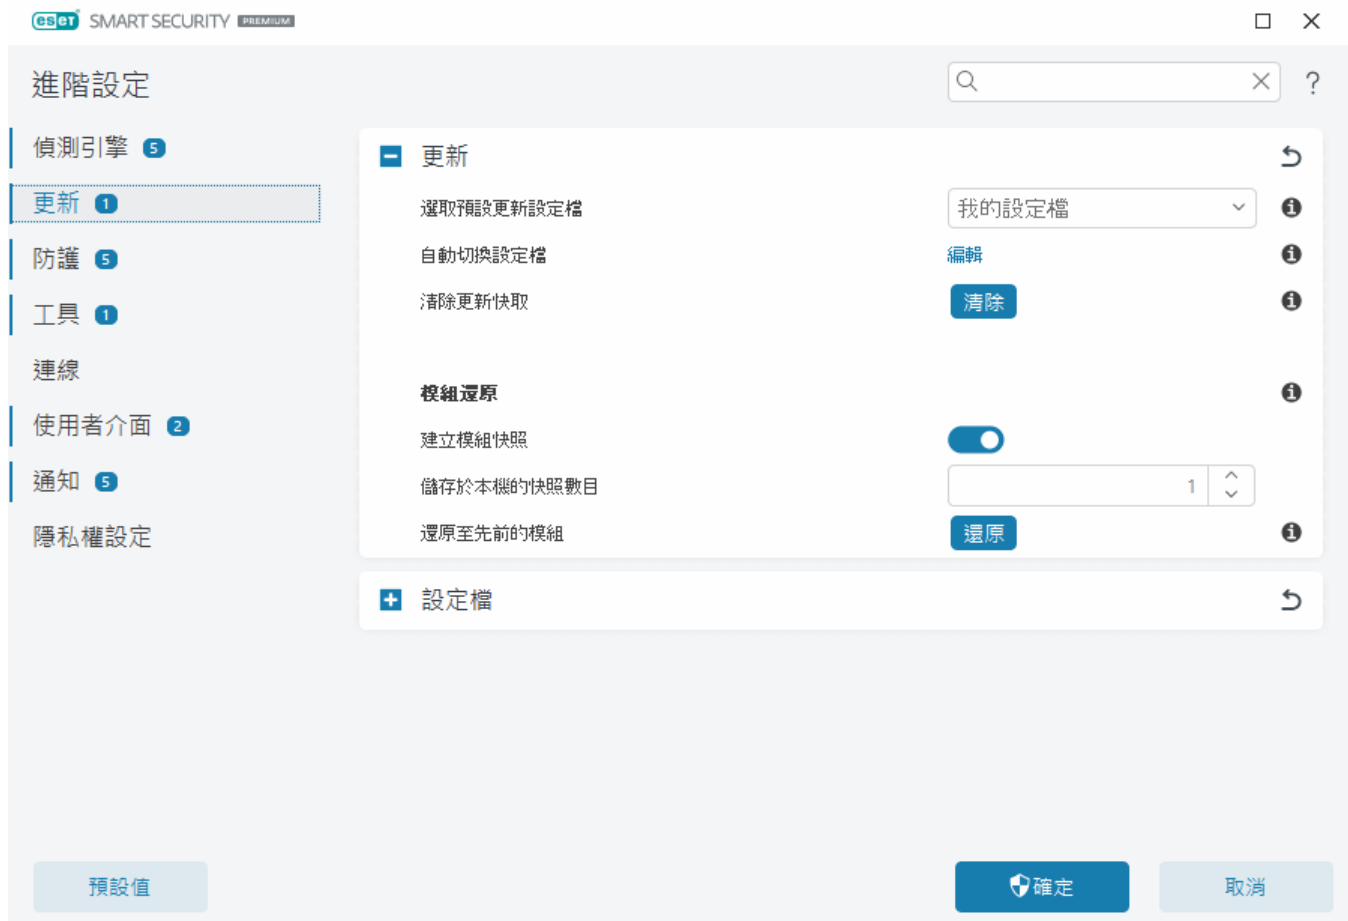 eset SMART SECURITY PREMIUM
進階設定
?
偵測引擎 5
更新 1
防護 5
工具 1
連線
使用者介面 2
通知 5
隱私權設定
更新
選取預設更新設定檔
我的設定檔
自動切換設定檔
編輯
清除更新快取
清除
模組還原
建立模組快照
儲存於本機的快照數目
1
還原至先前的模組
還原
設定檔
預設值
確定
取消